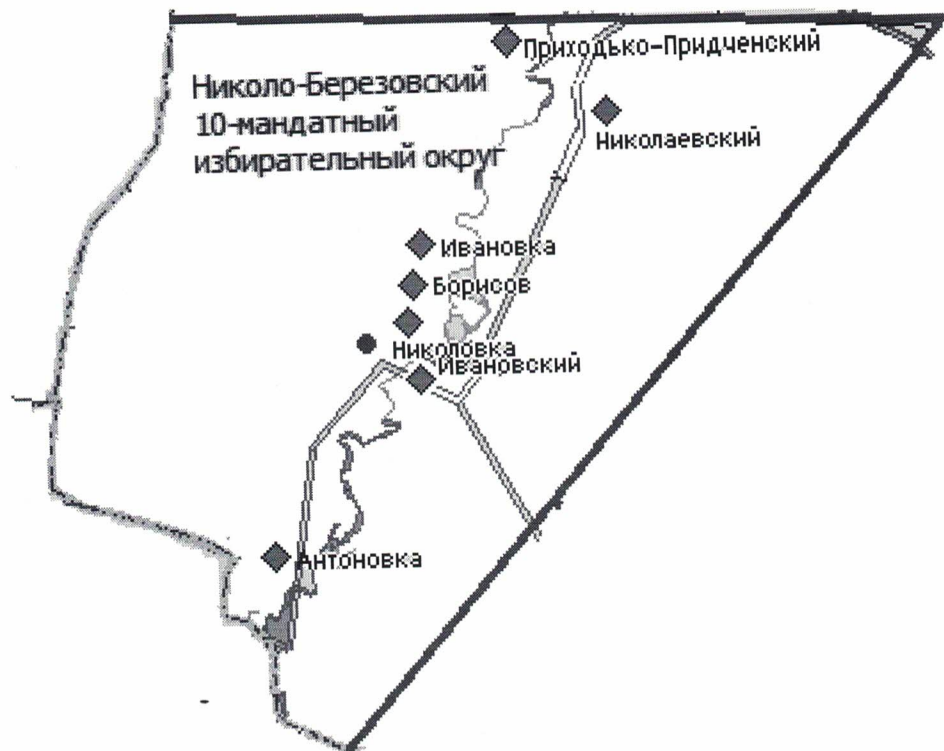 Приходько-Придченский
Николо-Березовский
10-мандатный
избирательный округ
Николаевский
Ивановка
Борисов
Николовка
Ивановский
Антоновка